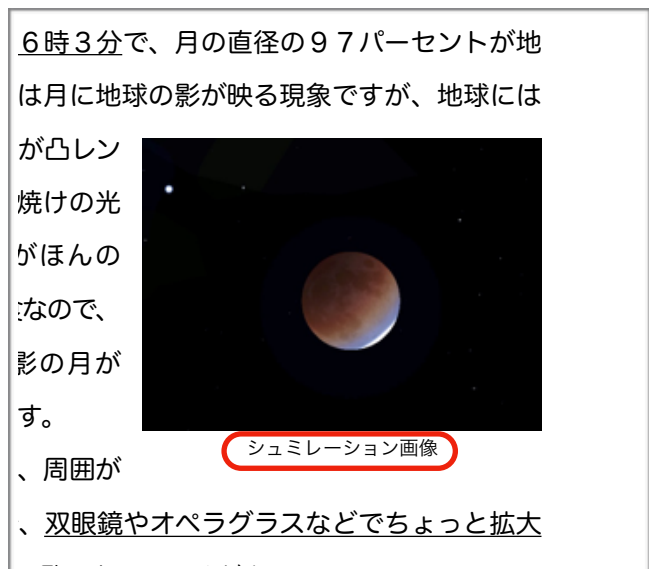 ６時３分で、月の直径の９７パーセントが地
は月に地球の影が映る現象ですが、地球には
が凸レン
焼けの光
がほんの
なので、
影の月が
す。
シュミレーション画像
、周囲が
、双眼鏡やオペラグラスなどでちょっと拡大